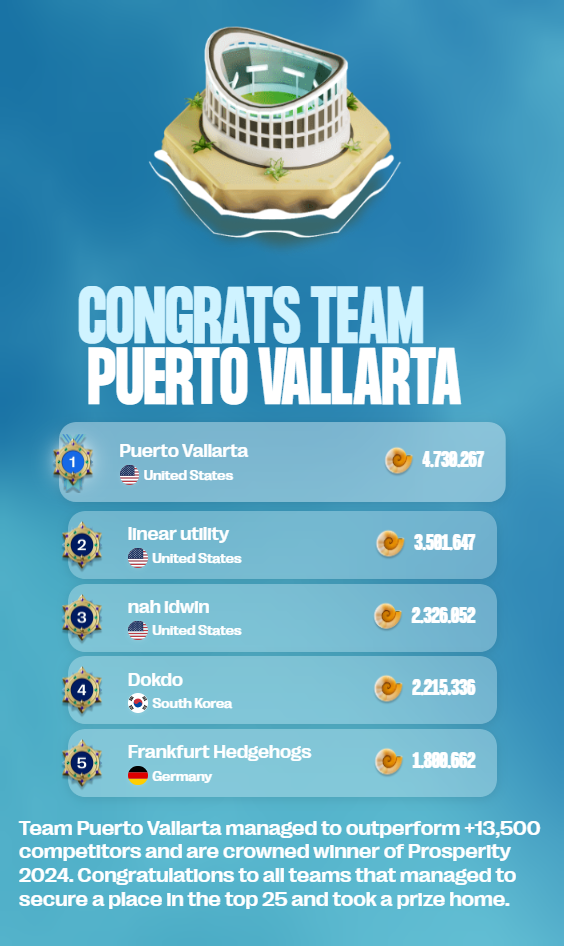 CONGRATS TEAM
PUERTO VALLARTA
1
Puerto Vallarta
United States
4.730.267
2
linear utility
United States
3.501.647
3
nah idwin
United States
2.326.052
4
Dokdo
South Korea
2.215.336
5
Frankfurt Hedgehogs
Germany
1.800.662
Team Puerto Vallarta managed to outperform +13,500
competitors and are crowned winner of Prosperity
2024. Congratulations to all teams that managed to
secure a place in the top 25 and took a prize home.